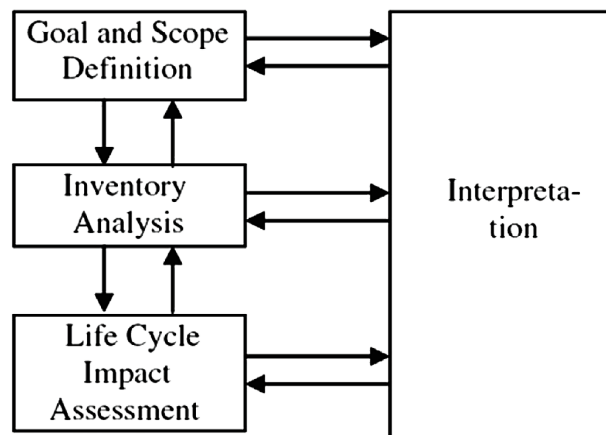 Goal and Scope
Definition
Inventory
Analysis
Interpreta-
tion
Life Cycle
Impact
Assessment